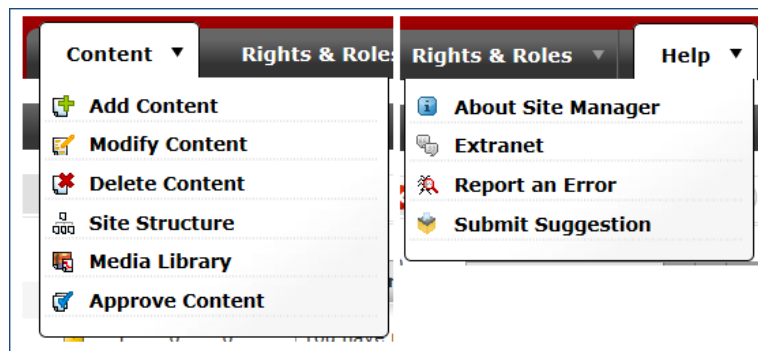 Content ▼
Add Content
Modify Content
Delete Content
Site Structure
Media Library
Approve Content
Rights & Roles
Rights & Roles ▼
Help ▼
About Site Manager
Extranet
Report an Error
Submit Suggestion